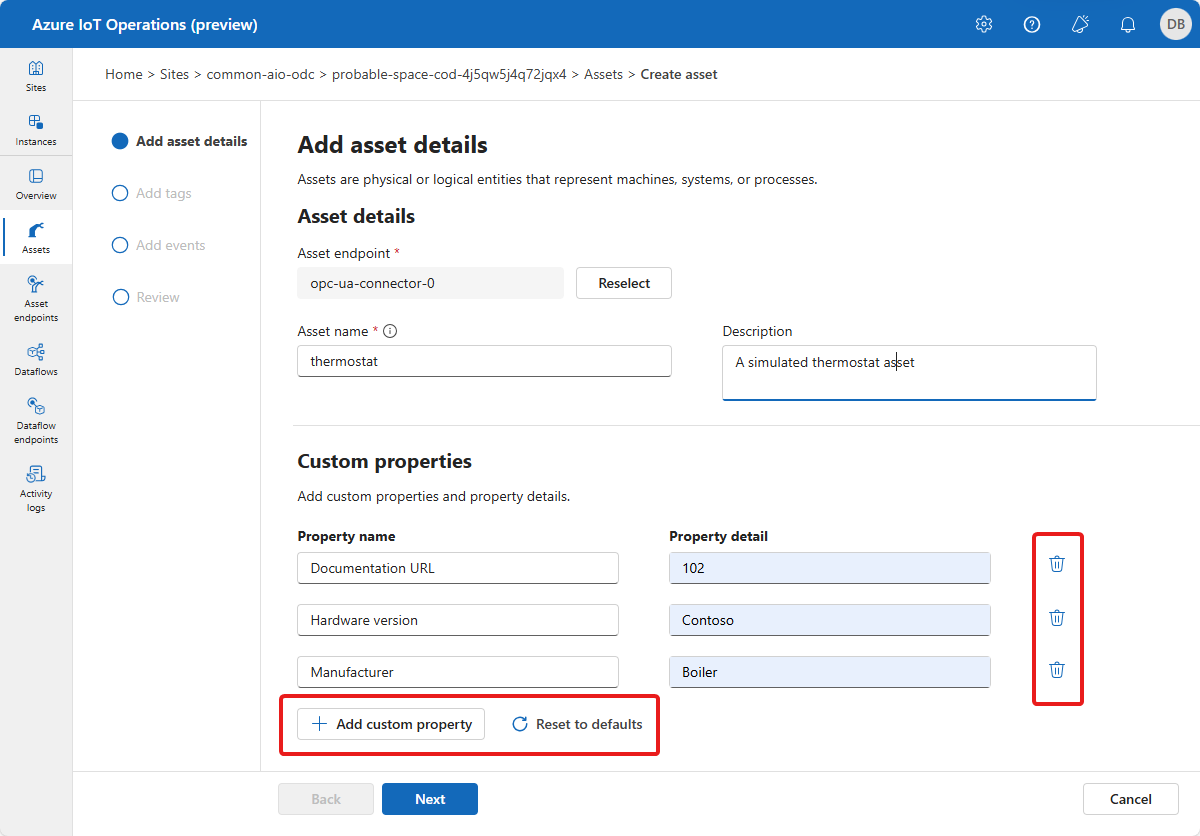 Azure IoT Operations (preview)
DB
Home > Sites > common-aio-odc > probable-space-cod-4j5qw5j4q72jqx4 > Assets > Create asset
Sites
Instances
Overview
Assets
Asset
endpoints
Dataflows
Dataflow
endpoints
Activity
logs
Add asset details
Add tags
Add events
Review
Add asset details
Assets are physical or logical entities that represent machines, systems, or processes.
Asset details
Asset endpoint *
opc-ua-connector-0
Reselect
Asset name *
thermostat
Description
A simulated thermostat asset
Custom properties
Add custom properties and property details.
Property name Property detail
Documentation URL 102
Hardware version Contoso
Manufacturer Boiler
Add custom property Reset to defaults
Back Next Cancel